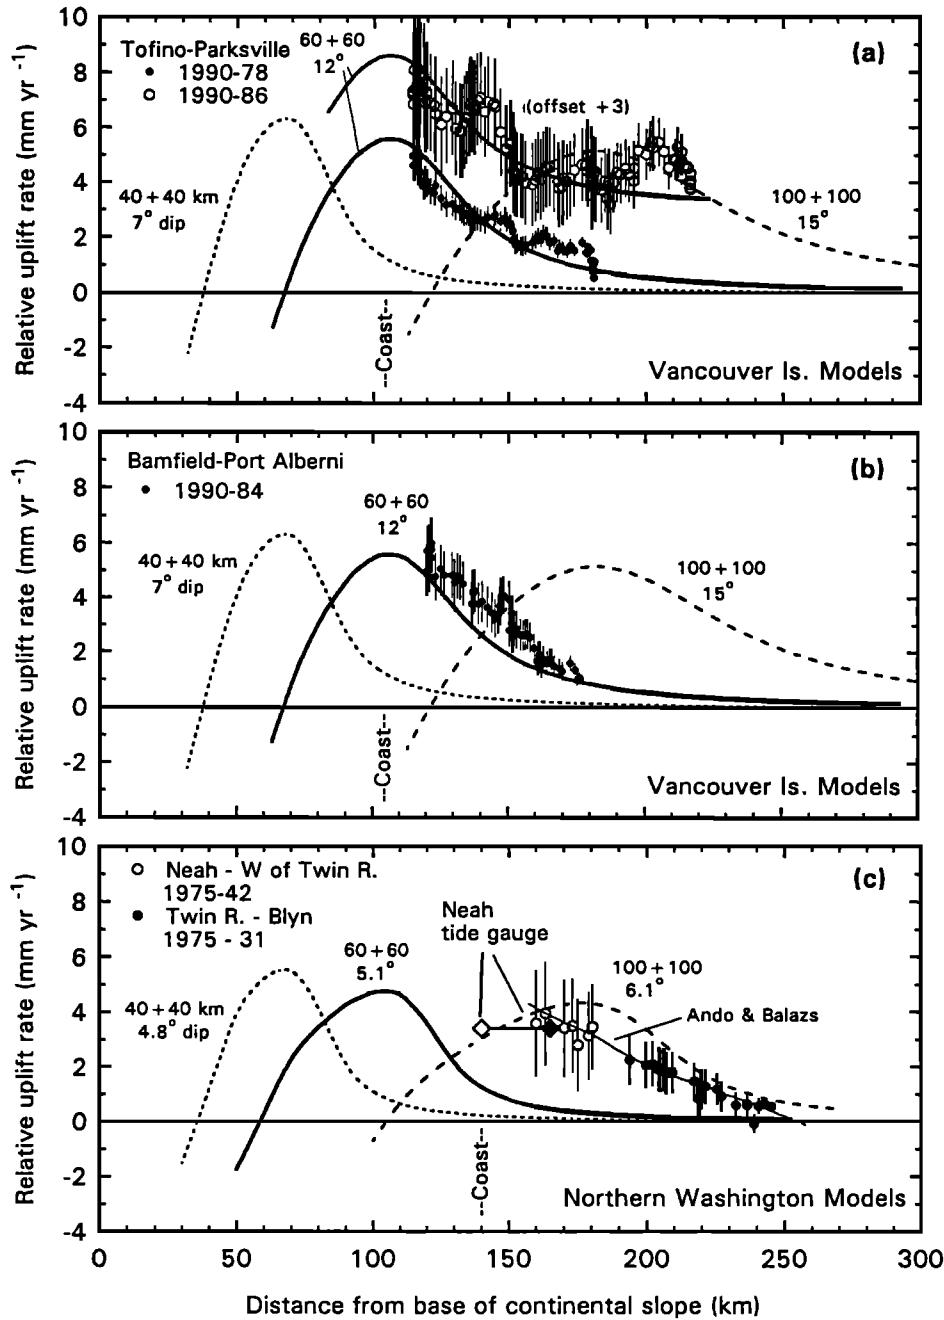 10
8
6
4
2
0
-2
-4
Relative uplift rate (mm yr -1)
Tofino-Parksville
1990-78
1990-86
60+60
12°
(a)
((offset +3)
40+40 km
7° dip
100+100
15°
--Coast--
Vancouver Is. Models
10
8
6
4
2
0
-2
-4
Relative uplift rate (mm yr -1)
Bamfield-Port Alberni
1990-84
(b)
60+60
12°
40+40 km
7° dip
100+100
15°
--Coast--
Vancouver Is. Models
10
8
6
4
2
0
-2
-4
Relative uplift rate (mm yr -1)
Neah - W of Twin R.
1975-42
Twin R. - Blyn
1975 - 31
(c)
Neah
tide gauge
60+60
5.1°
100+100
6.1°
40+40 km
4.8° dip
Ando & Balazs
--Coast--
Northern Washington Models
0 50 100 150 200 250 300
Distance from base of continental slope (km)